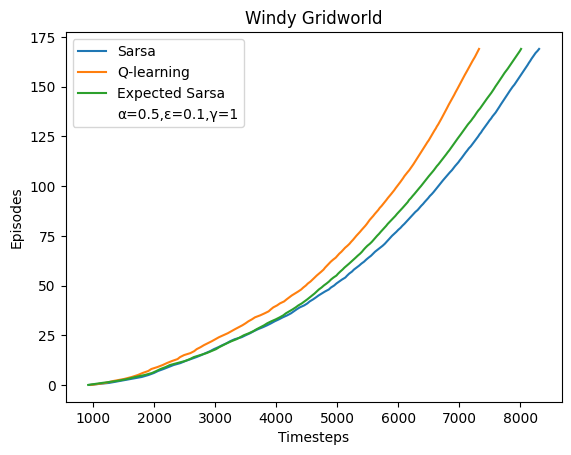 Windy Gridworld
175
150
125
100
75
50
25
0
Episodes
Sarsa
Q-learning
Expected Sarsa
α=0.5,ε=0.1,γ=1
1000 2000 3000 4000 5000 6000 7000 8000
Timesteps